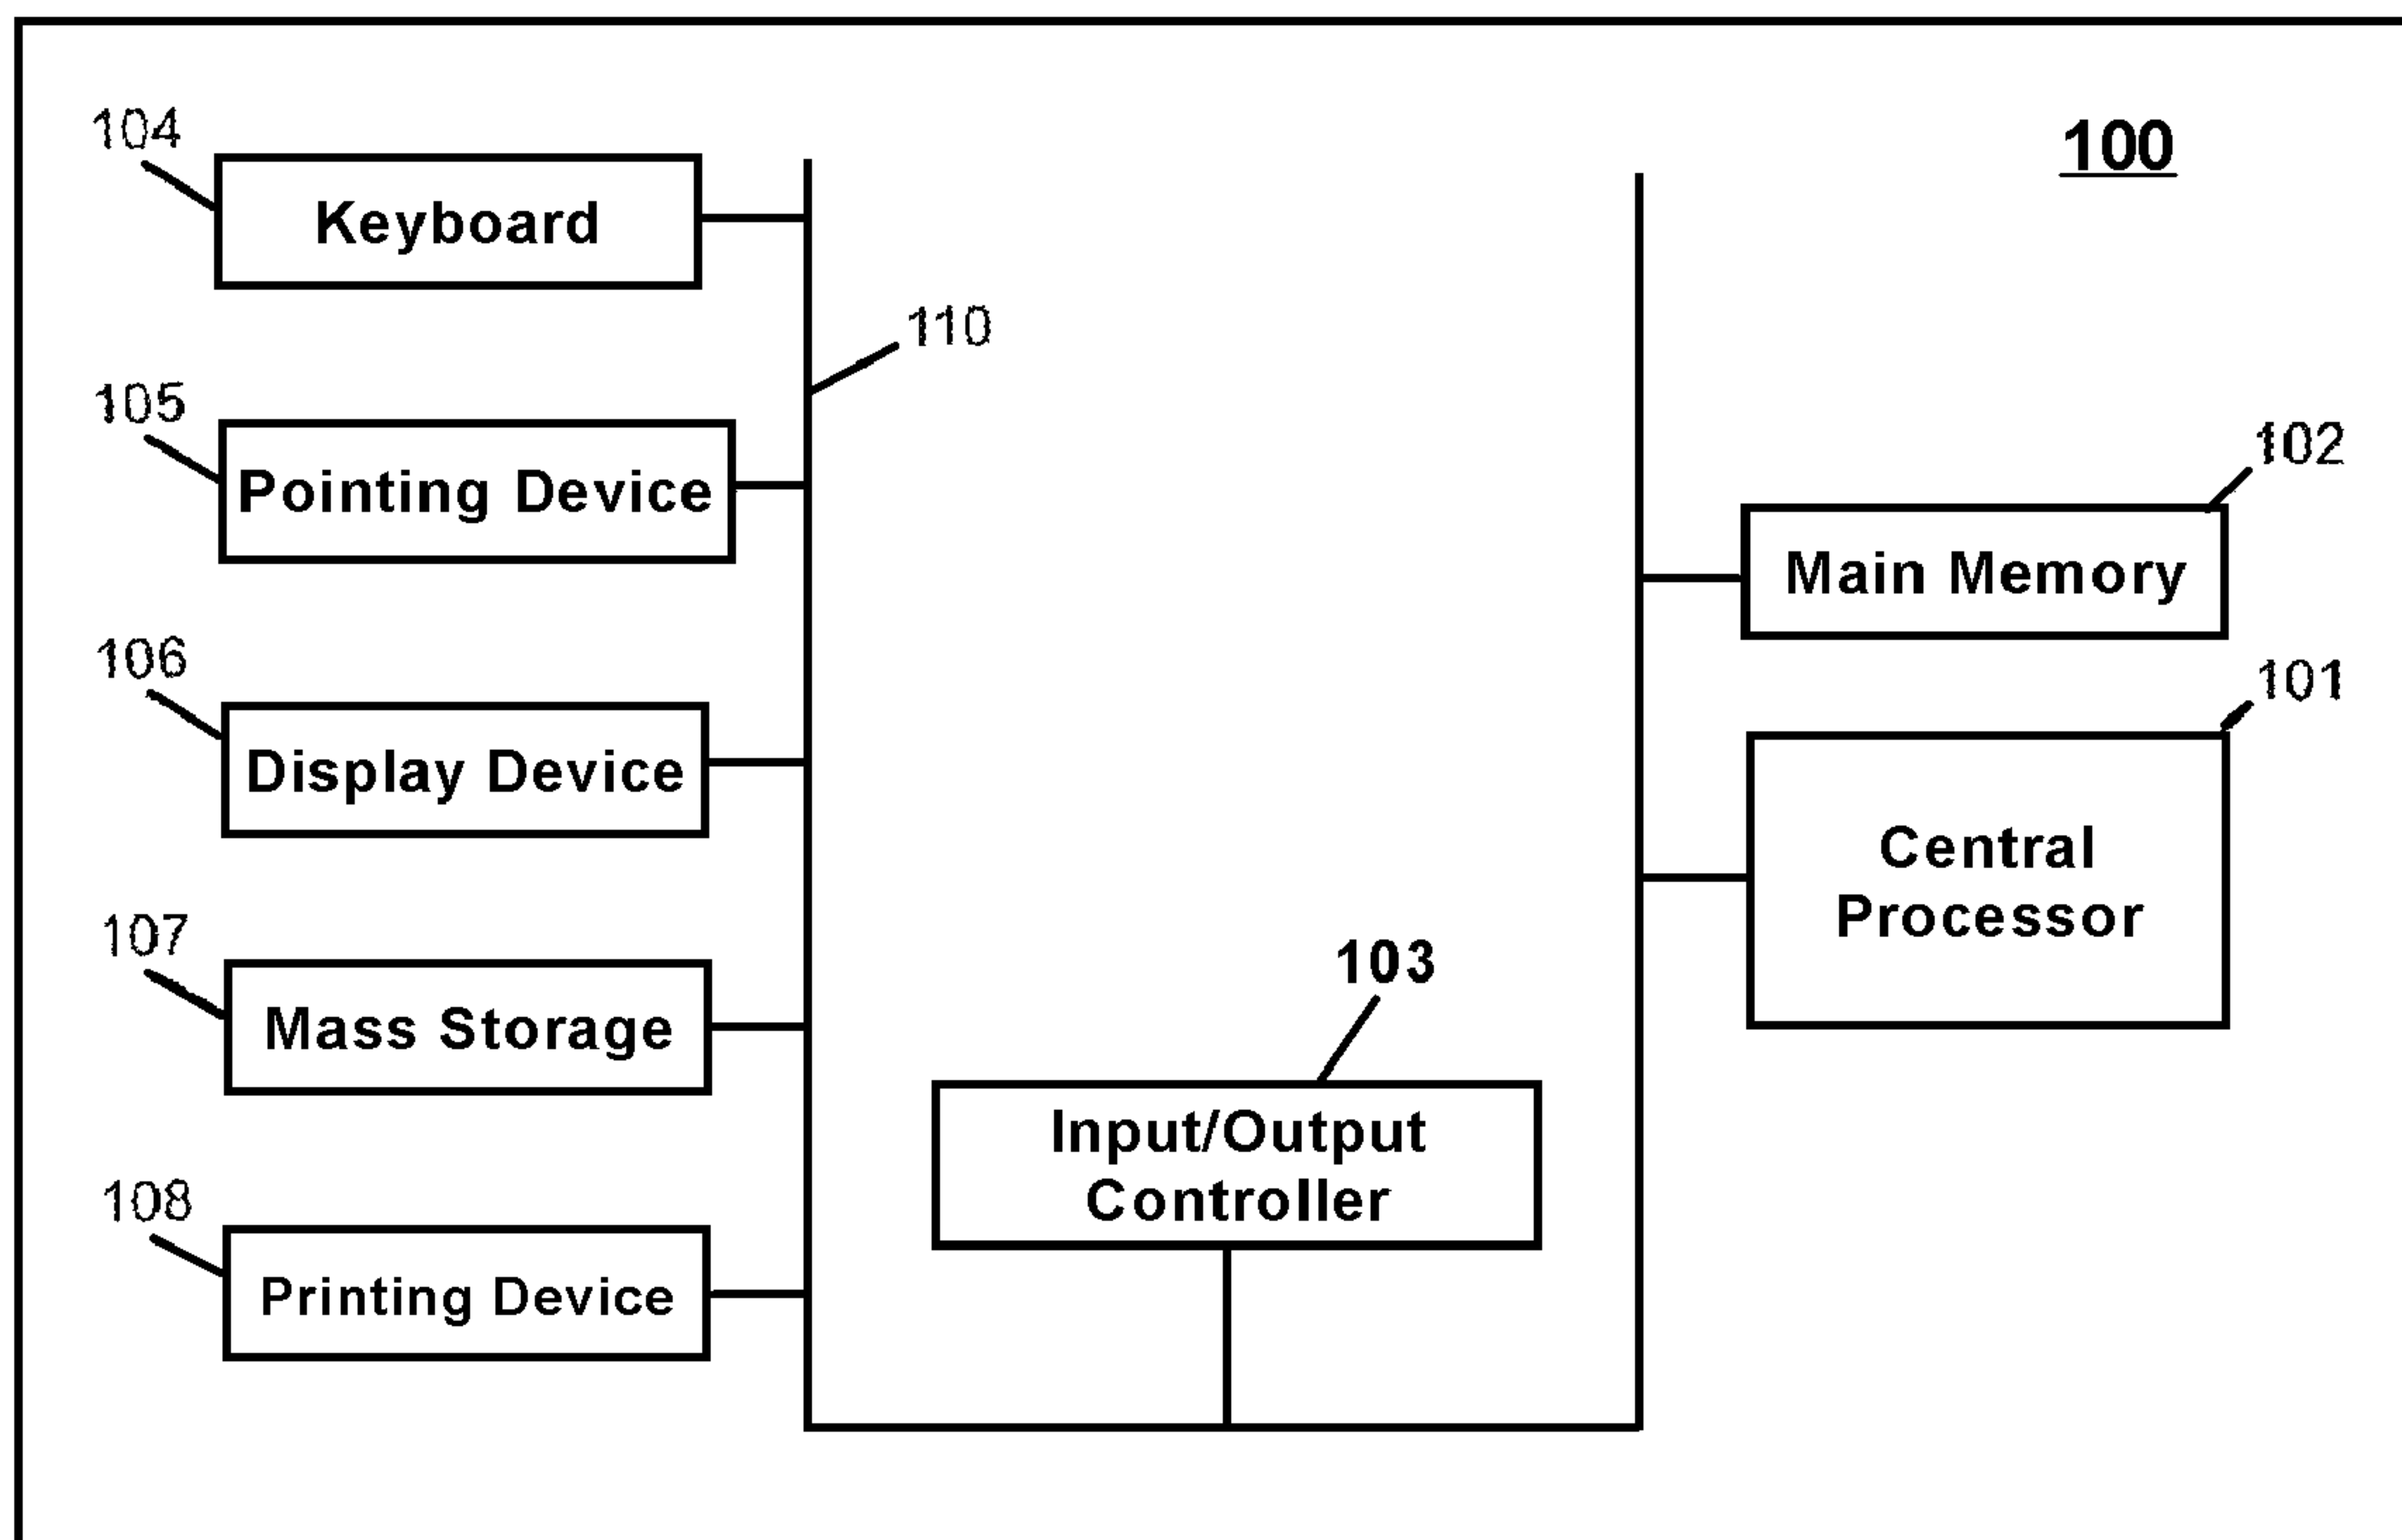 100
104
Keyboard
110
105
Pointing Device
102
Main Memory
106
Display Device
101
Central
Processor
107
Mass Storage
103
Input/Output
Controller
108
Printing Device